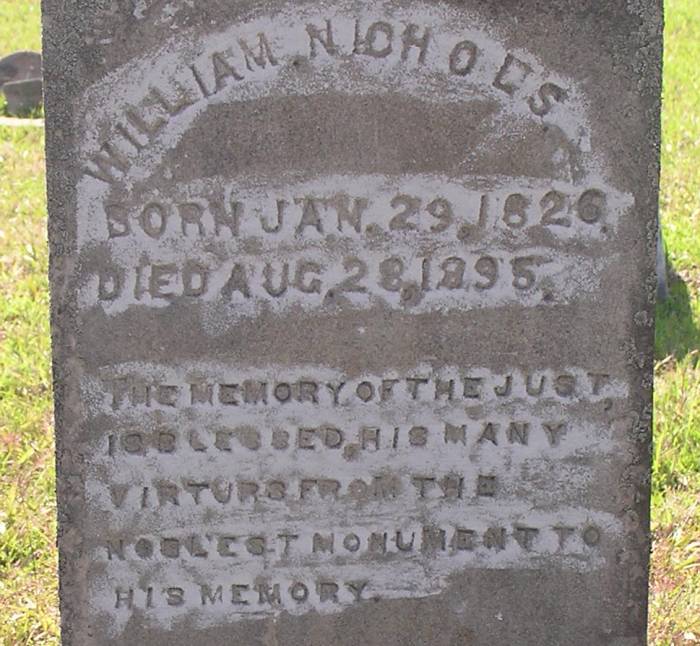 WILLIAM NICHOLS.
BORN JAN. 29, 1826.
DIED AUG. 28, 1895.
THE MEMORY OF THE JUST,
IS BLESSED, HIS MANY
VIRTURS FROM THE
NOBLEST MONUMENT TO
HIS MEMORY.